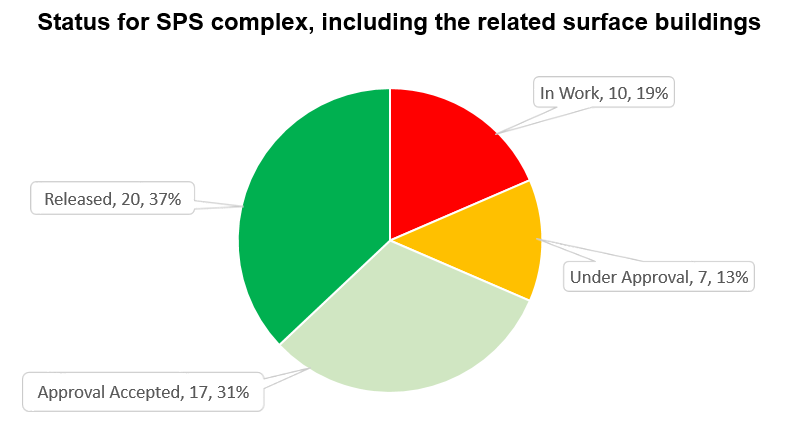 Status for SPS complex, including the related surface buildings
In Work, 10, 19%
Released, 20, 37%
Under Approval, 7, 13%
Approval Accepted, 17, 31%